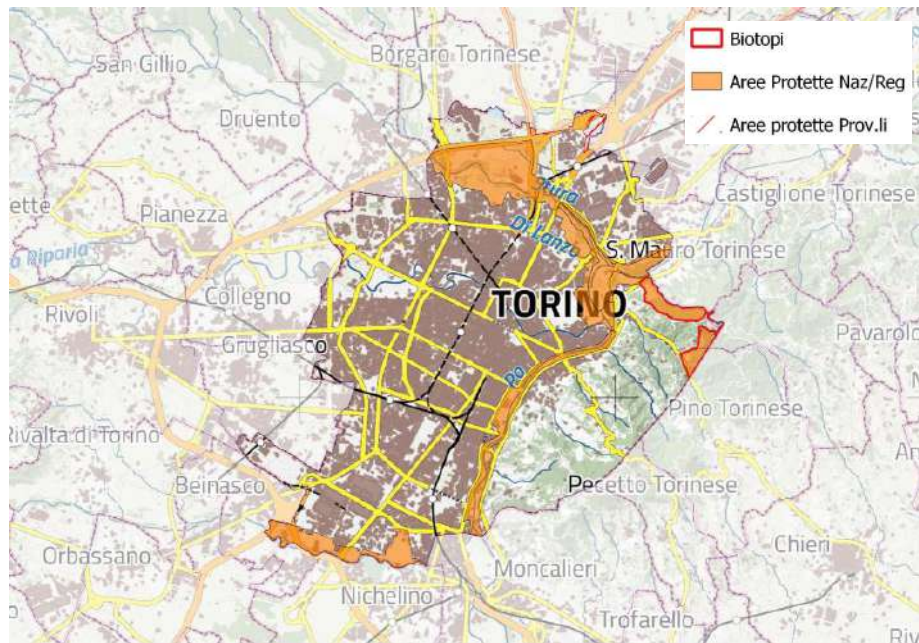 Biotopi
Aree Protette Naz/Reg
Aree protette Prov.li
Borgaro Torinese
San Gillio
Druento
Stura
Di Lanzo
Castiglione Torinese
Pianezza
S. Mauro Torinese
Riparia
Collegno
Rivoli
TORINO
Grugliasco
Pavarol
Po
Pino Torinese
Rivalta di Torino
Beinasco
Pecetto Torinese
Orbassano
Chieri
Moncalieri
Nichelino
Trofarello